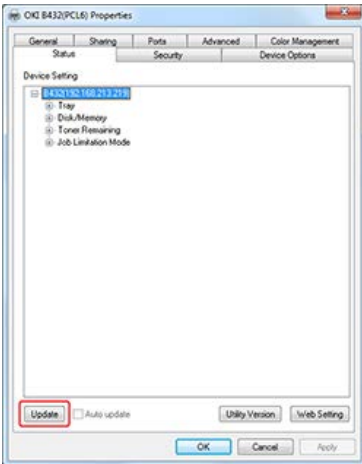 OKI B432(PCL6) Properties
General Sharing Ports Advanced Color Management
Status Security Device Options
Device Setting
B432(192.168.213.219)
Tray
Disk/Memory
Toner Remaining
Job Limitation Mode
Update Auto update Utility Version Web Setting
OK Cancel Apply